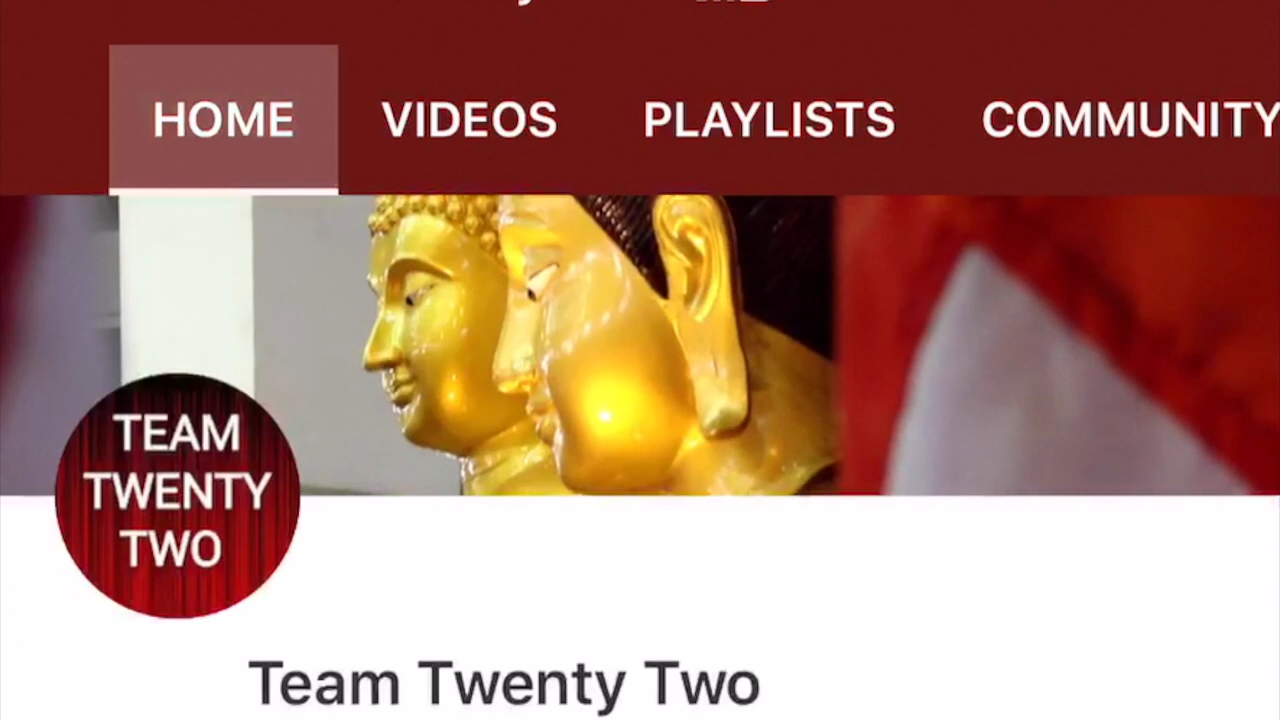 HOME VIDEOS PLAYLISTS COMMUNITY
TEAM
TWENTY
TWO
Team Twenty Two